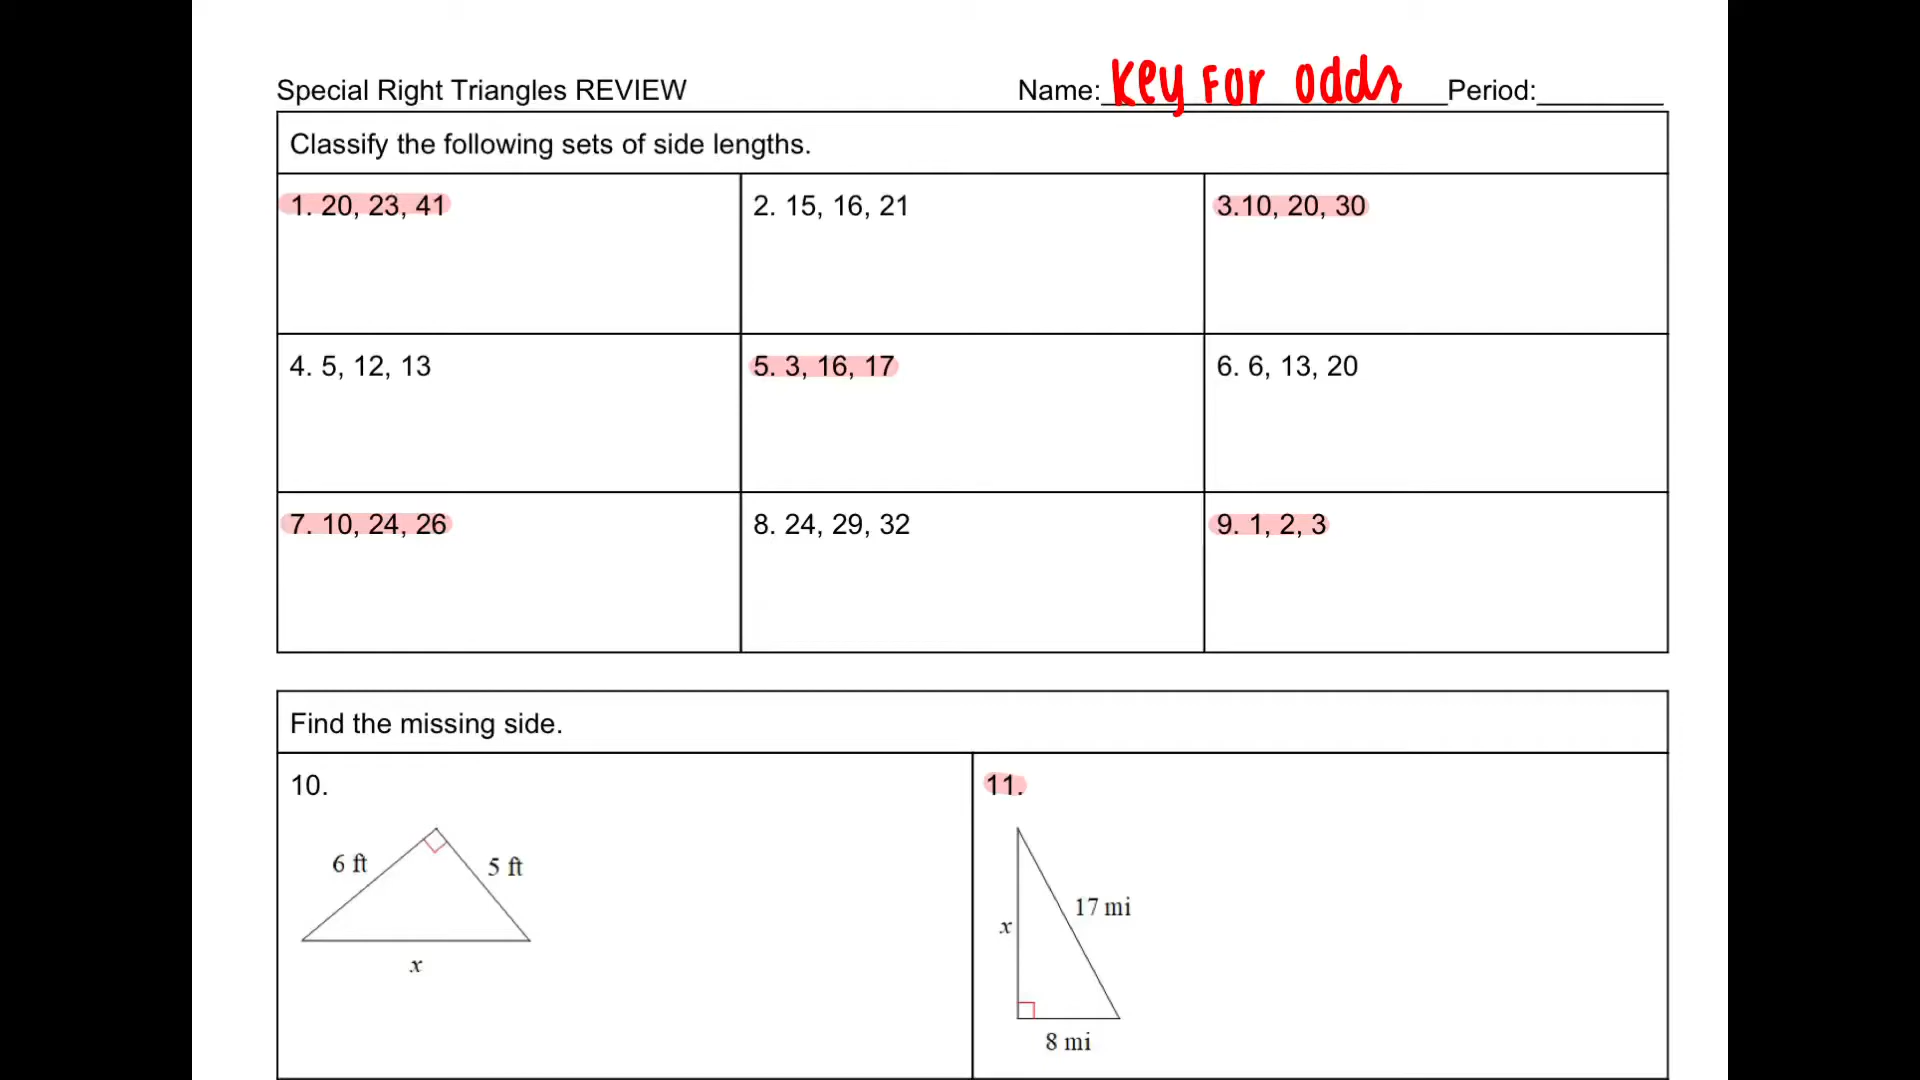 Special Right Triangles REVIEW Name: Key For odds Period:
Classify the following sets of side lengths.
1. 20, 23, 41 2. 15, 16, 21 3.10, 20, 30
4. 5, 12, 13 5. 3, 16, 17 6. 6, 13, 20
7. 10, 24, 26 8. 24, 29, 32 9. 1, 2, 3
Find the missing side.
10. 11.
6 ft 5 ft
17 mi
x
x
8 mi